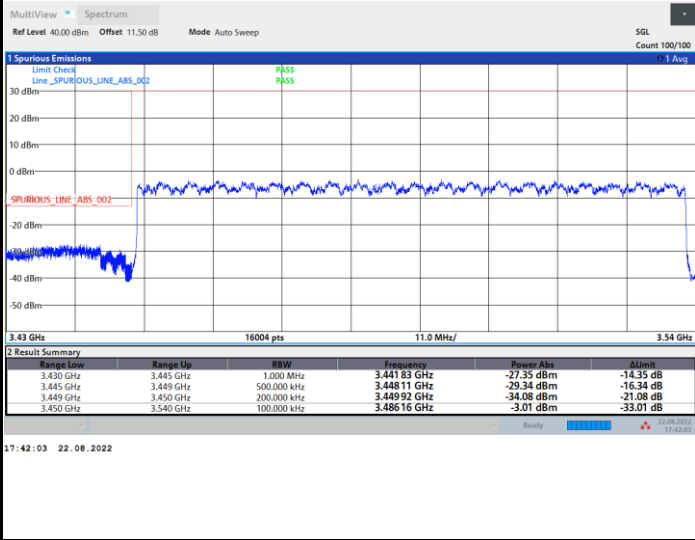 MultiView Spectrum
Ref Level 40.00 dBm Offset 11.50 dB Mode Auto Sweep SGL
Count 100/100
1 Spurious Emissions 1 Avg
Limit Check PASS
Line _SPURIOUS_LINE_ABS_002 PASS
30 dBm
20 dBm
10 dBm
0 dBm
_SPURIOUS_LINE_ABS_002
-20 dBm
-30 dBm
-40 dBm
-50 dBm
3.43 GHz 16004 pts 11.0 MHz/ 3.54 GHz
2 Result Summary
Range Low Range Up RBW Frequency Power Abs ΔLimit
3.430 GHz 3.445 GHz 1.000 MHz 3.441 83 GHz -27.35 dBm -14.35 dB
3.445 GHz 3.449 GHz 500.000 kHz 3.448 11 GHz -29.34 dBm -16.34 dB
3.449 GHz 3.450 GHz 200.000 kHz 3.449 92 GHz -34.08 dBm -21.08 dB
3.450 GHz 3.540 GHz 100.000 kHz 3.486 16 GHz -3.01 dBm -33.01 dB
Ready 22.08.2022
17:42:03
17:42:03 22.08.2022